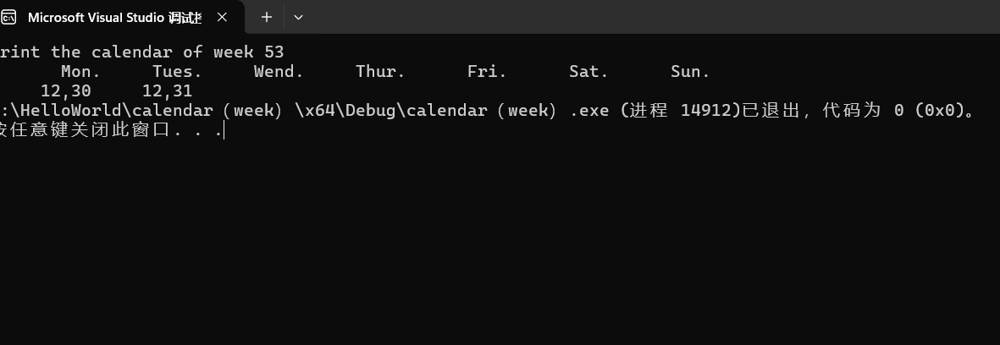 Microsoft Visual Studio 调试
rint the calendar of week 53
Mon. Tues. Wend. Thur. Fri. Sat. Sun.
12,30 12,31
:\HelloWorld\calendar（week）\x64\Debug\calendar（week）.exe (进程 14912)已退出，代码为 0 (0x0)。
按任意键关闭此窗口. . .